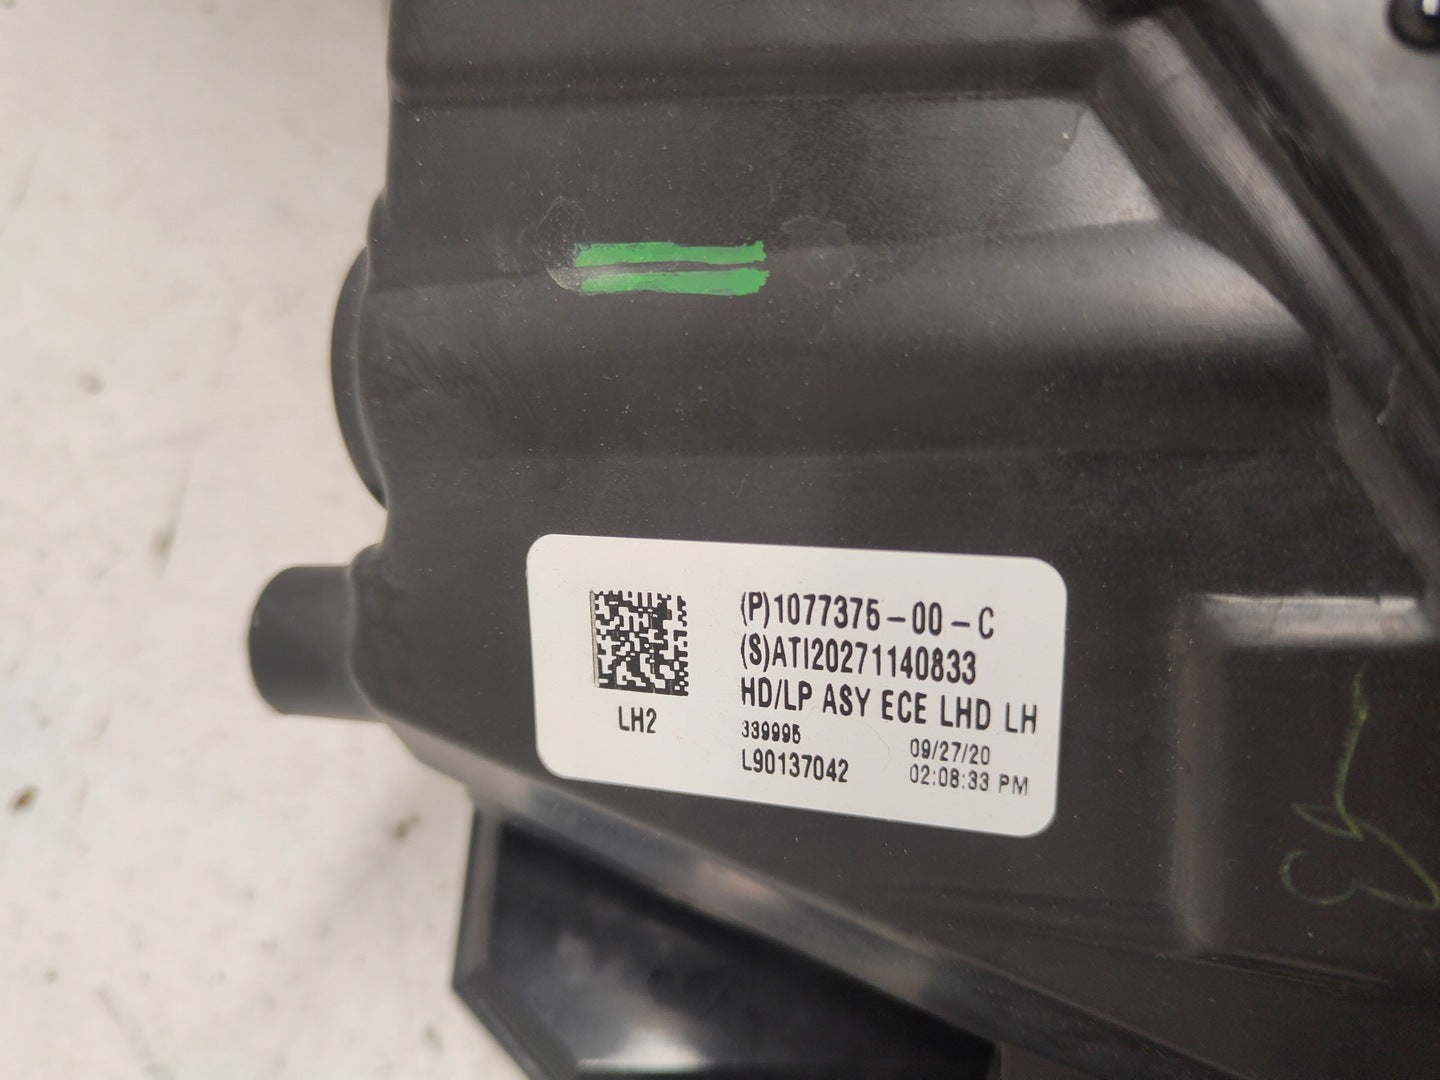 (P)1077375-00-C
(S)ATI20271140833
HD/LP ASY ECE LHD LH
LH2
339995
09/27/20
L90137042
02:08:33 PM